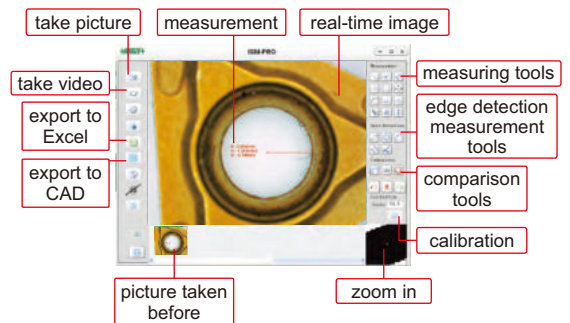 take picture
measurement
real-time image
ISM-PRO
take video
measuring tools
export to
Excel
edge detection
measurement
tools
export to
CAD
comparison
tools
calibration
picture taken
before
zoom in